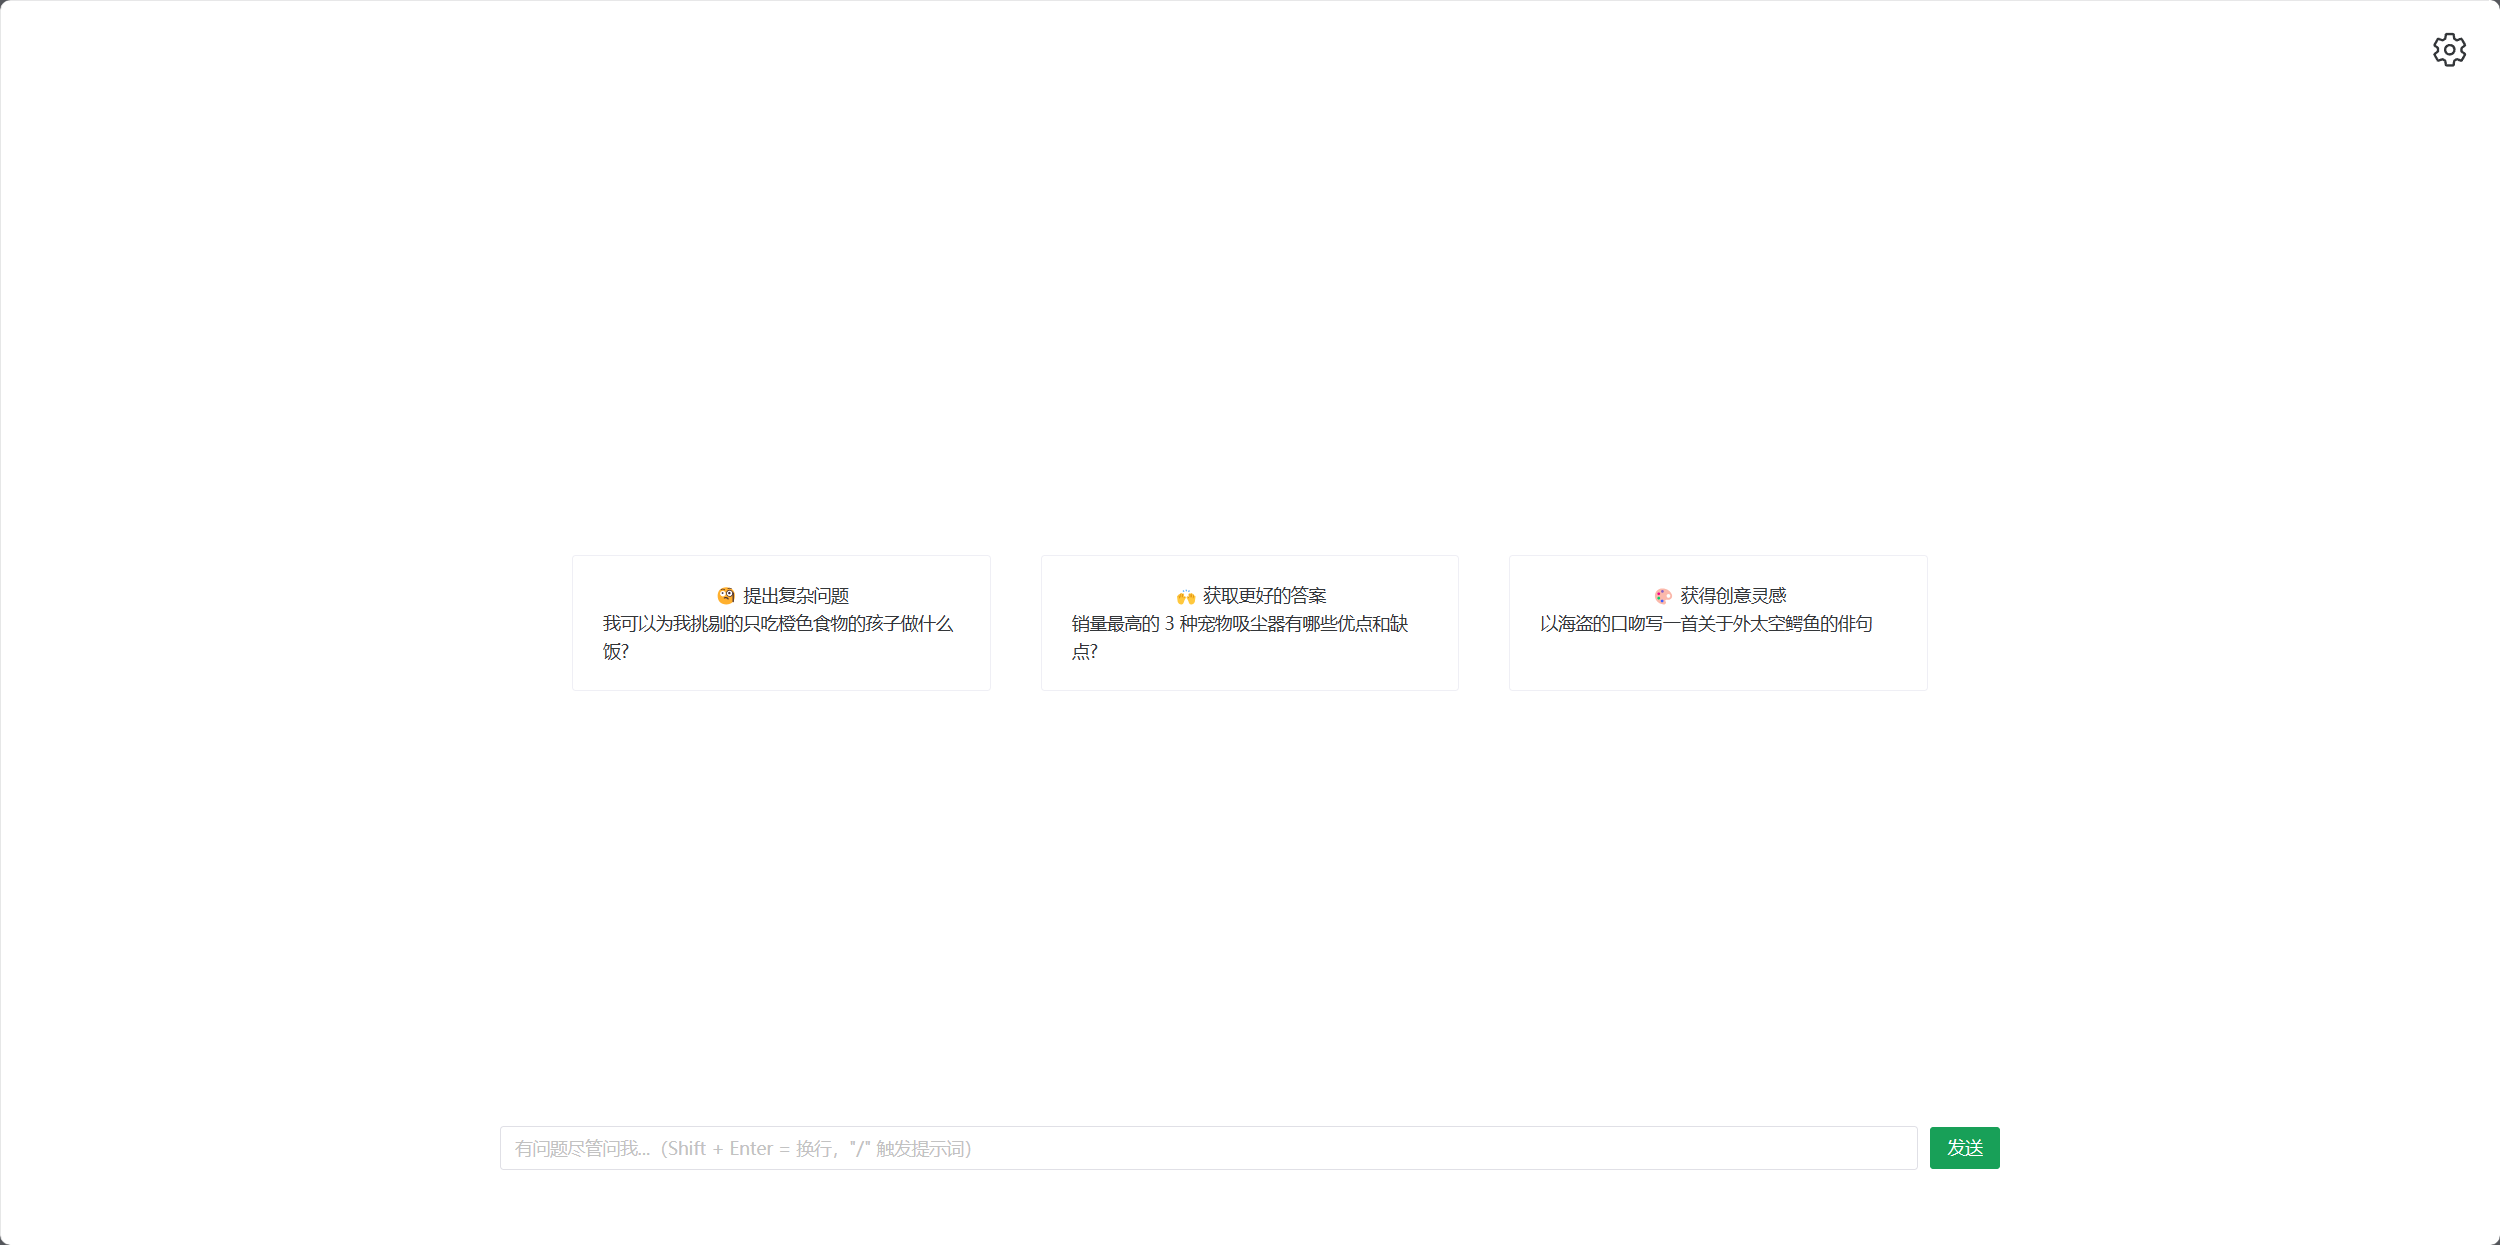 🧐 提出复杂问题
我可以为我挑剔的只吃橙色食物的孩子做什么
饭?
🙌 获取更好的答案
销量最高的 3 种宠物吸尘器有哪些优点和缺
点?
🎨 获得创意灵感
以海盗的口吻写一首关于外太空鳄鱼的俳句
有问题尽管问我...（Shift + Enter = 换行，"/" 触发提示词）
发送